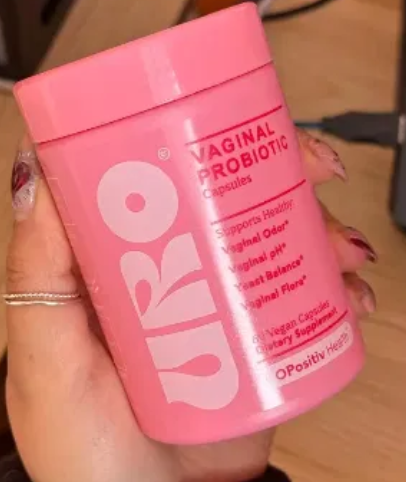 URO
©
VAGINAL
PROBIOTIC
Capsules
Supports Healthy
Vaginal Odor*
Vaginal pH*
Yeast Balance*
Vaginal Flora*
60 Vegan Capsules
Dietary Supplement*
OPositiv Health